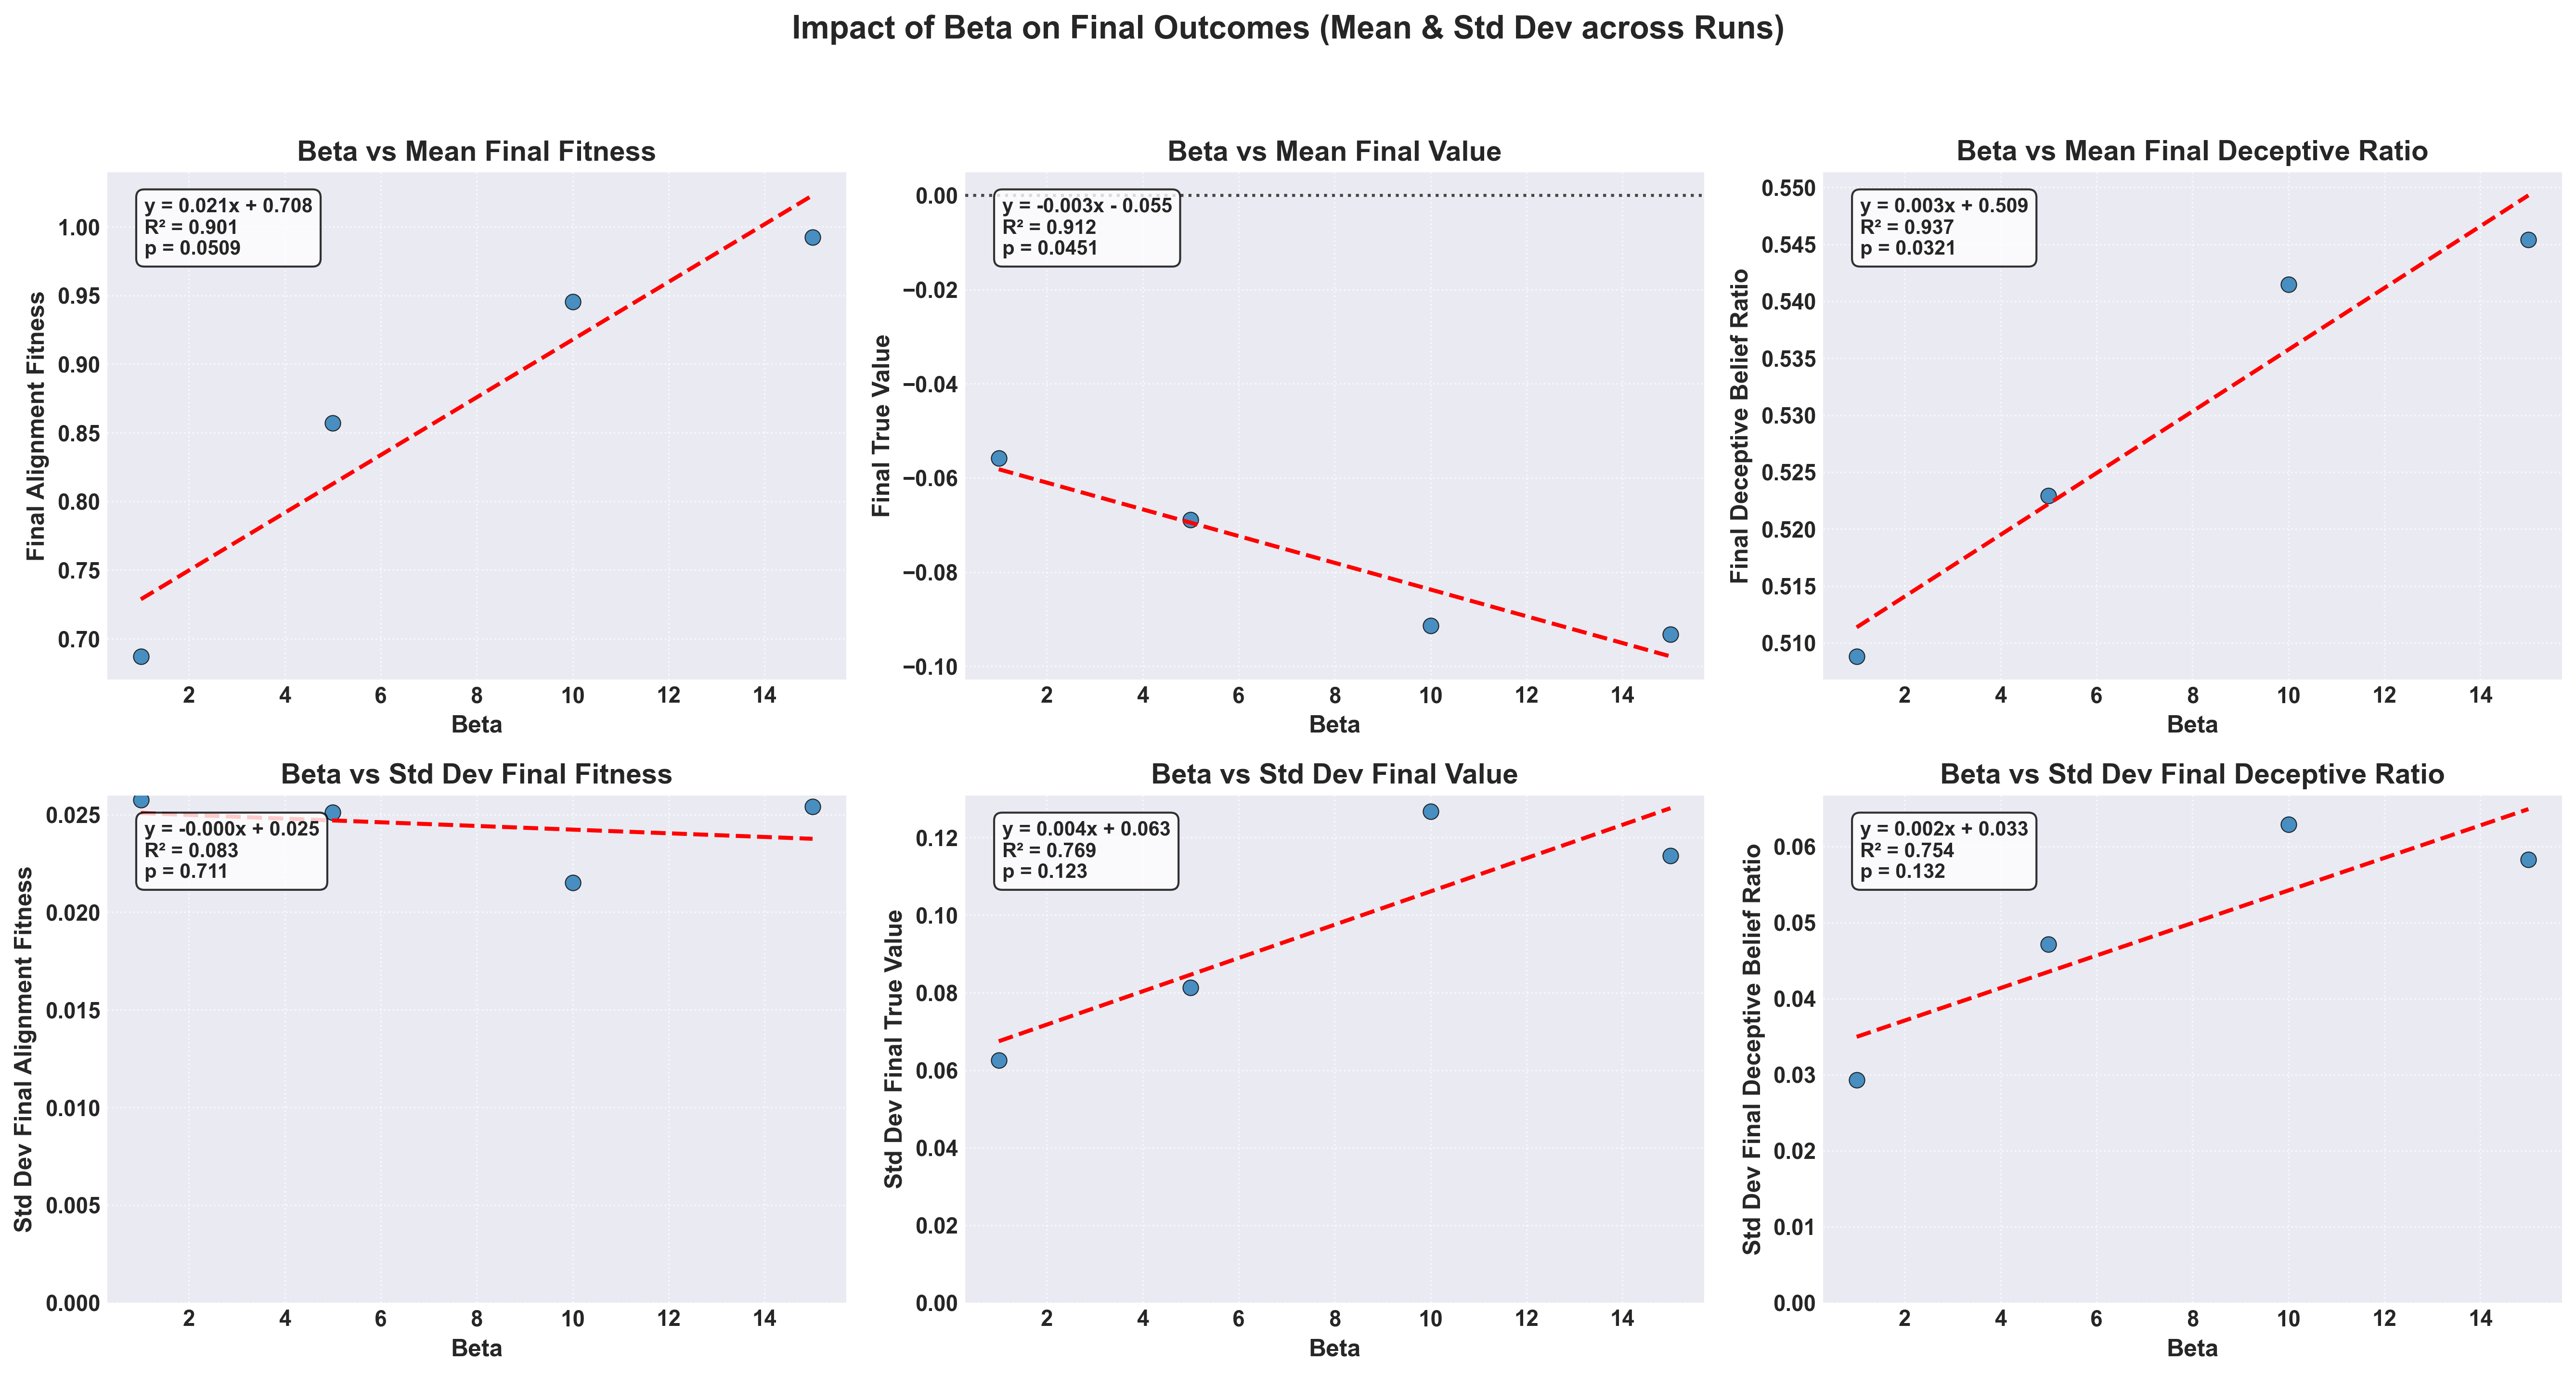 Impact of Beta on Final Outcomes (Mean & Std Dev across Runs)
Beta vs Mean Final Fitness
y = 0.021x + 0.708
R² = 0.901
p = 0.0509
Final Alignment Fitness
1.00
0.95
0.90
0.85
0.80
0.75
0.70
2 4 6 8 10 12 14
Beta
Beta vs Mean Final Value
y = -0.003x - 0.055
R² = 0.912
p = 0.0451
Final True Value
0.00
−0.02
−0.04
−0.06
−0.08
−0.10
2 4 6 8 10 12 14
Beta
Beta vs Mean Final Deceptive Ratio
y = 0.003x + 0.509
R² = 0.937
p = 0.0321
Final Deceptive Belief Ratio
0.550
0.545
0.540
0.535
0.530
0.525
0.520
0.515
0.510
2 4 6 8 10 12 14
Beta
Beta vs Std Dev Final Fitness
y = -0.000x + 0.025
R² = 0.083
p = 0.711
Std Dev Final Alignment Fitness
0.025
0.020
0.015
0.010
0.005
0.000
2 4 6 8 10 12 14
Beta
Beta vs Std Dev Final Value
y = 0.004x + 0.063
R² = 0.769
p = 0.123
Std Dev Final True Value
0.12
0.10
0.08
0.06
0.04
0.02
0.00
2 4 6 8 10 12 14
Beta
Beta vs Std Dev Final Deceptive Ratio
y = 0.002x + 0.033
R² = 0.754
p = 0.132
Std Dev Final Deceptive Belief Ratio
0.06
0.05
0.04
0.03
0.02
0.01
0.00
2 4 6 8 10 12 14
Beta